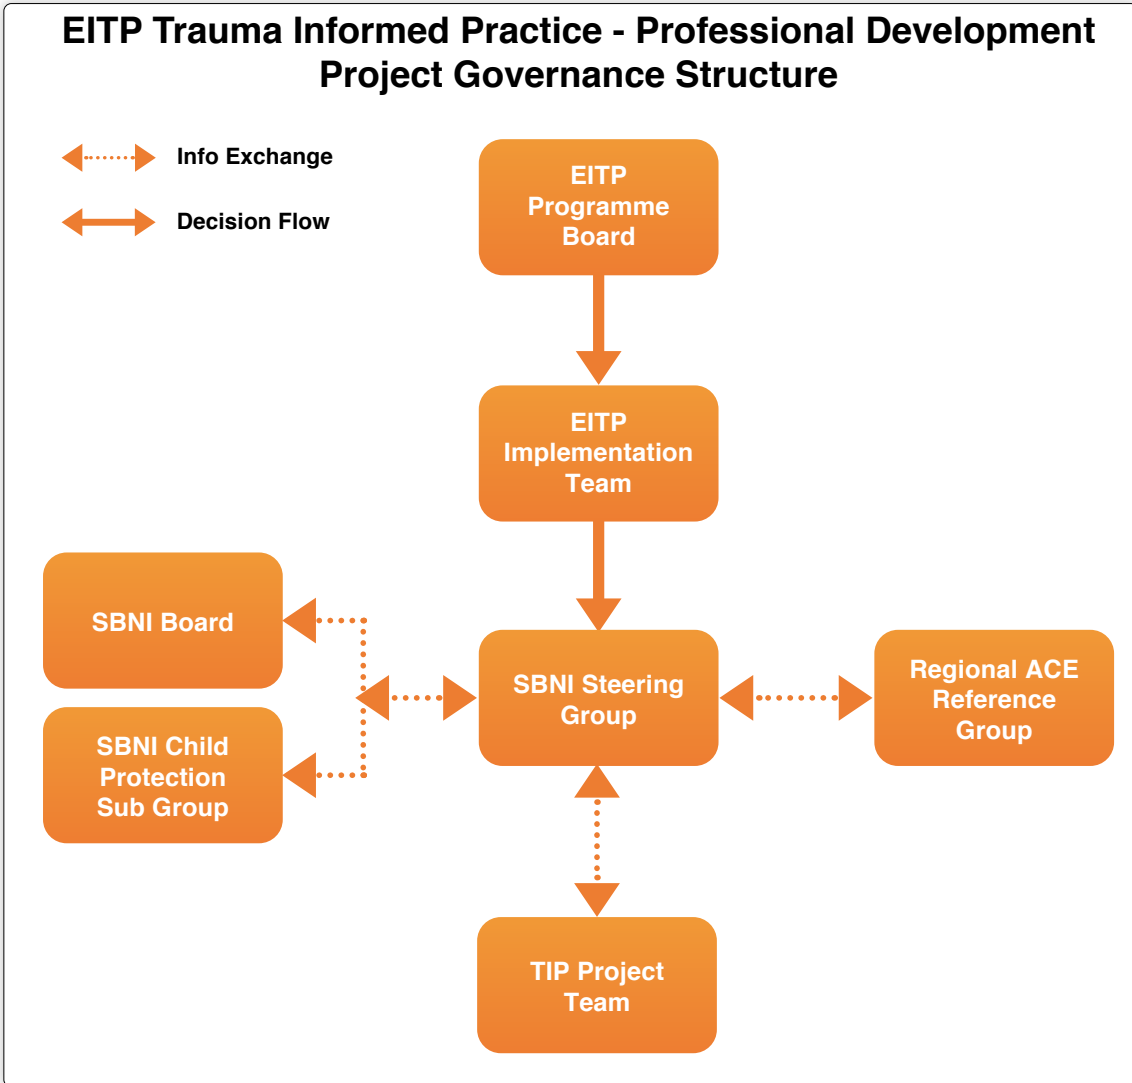 EITP Trauma Informed Practice - Professional Development
Project Governance Structure
Info Exchange
Decision Flow
EITP
Programme
Board
EITP
Implementation
Team
SBNI Board
SBNI Child
Protection
Sub Group
SBNI Steering
Group
Regional ACE
Reference
Group
TIP Project
Team